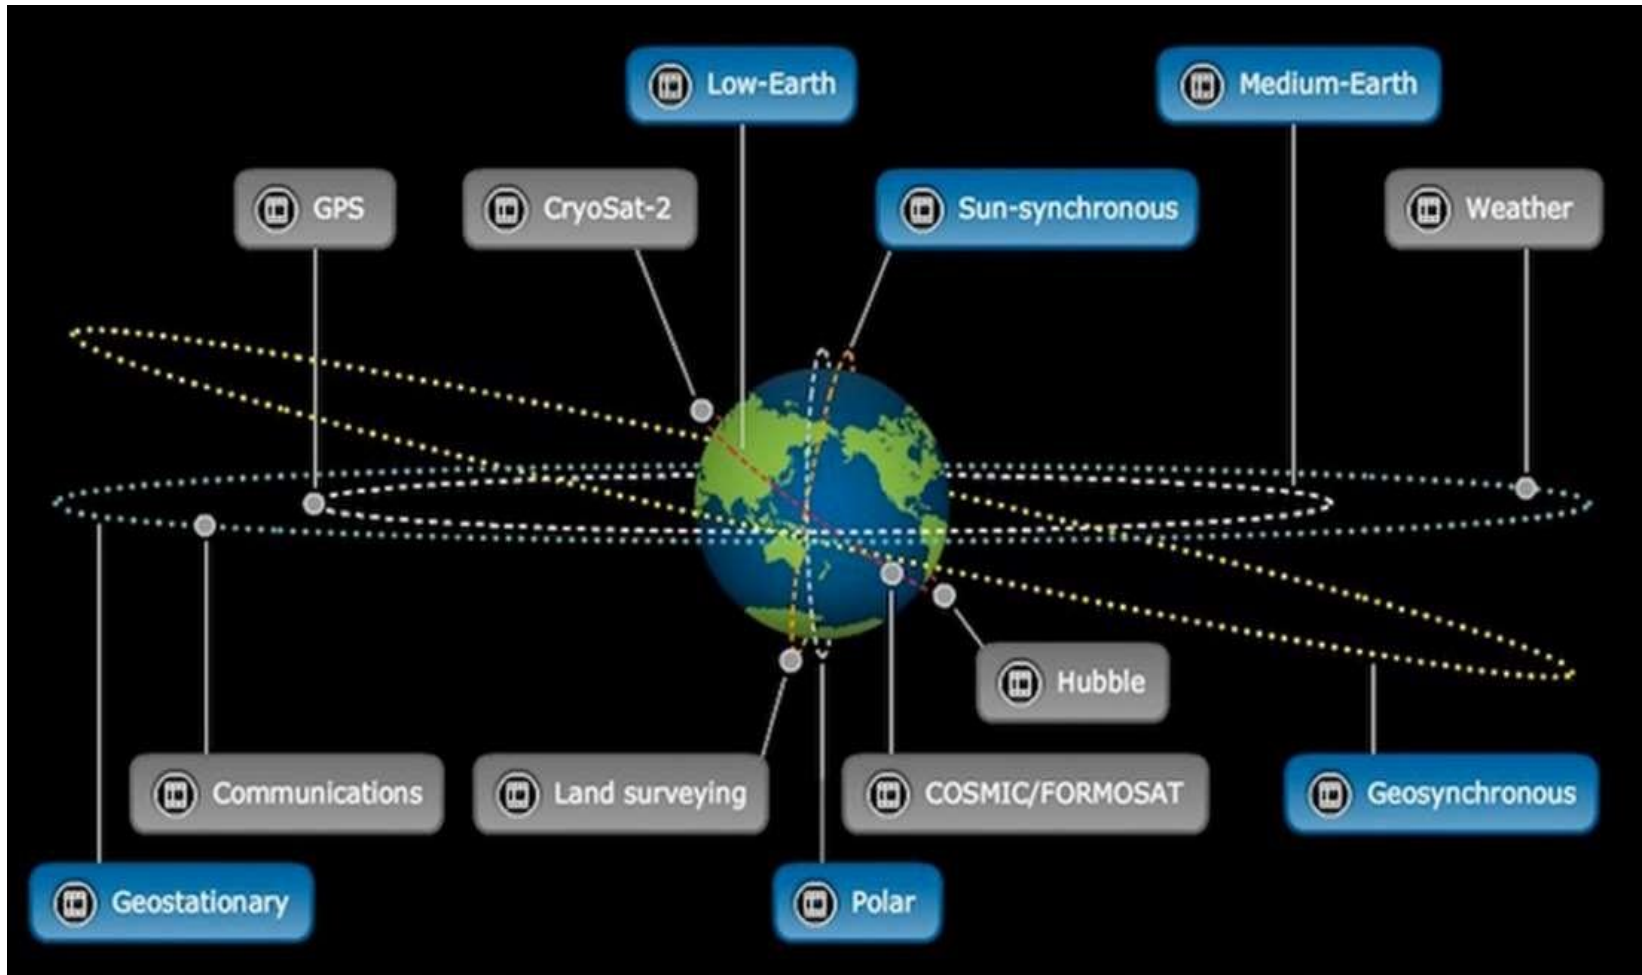 Low-Earth
Medium-Earth
GPS
CryoSat-2
Sun-synchronous
Weather
Hubble
Communications
Land surveying
COSMIC/FORMOSAT
Geosynchronous
Geostationary
Polar